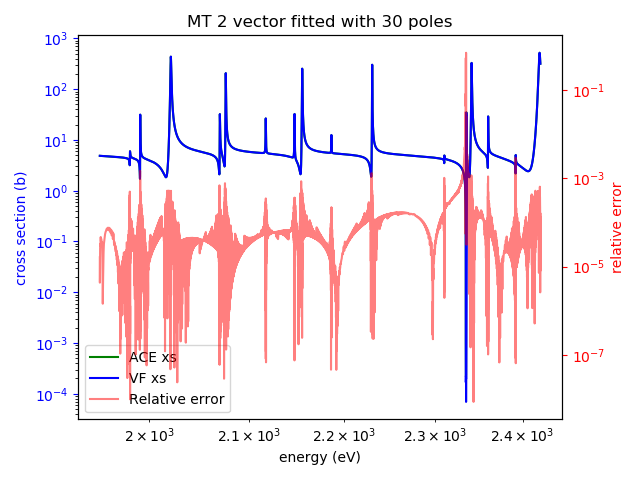 MT 2 vector fitted with 30 poles
cross section (b)
10³
10²
10¹
10⁰
10⁻¹
10⁻²
10⁻³
10⁻⁴
10⁻¹
10⁻³
10⁻⁵
10⁻⁷
relative error
ACE xs
VF xs
Relative error
2 × 10³ 2.1 × 10³ 2.2 × 10³ 2.3 × 10³ 2.4 × 10³
energy (eV)